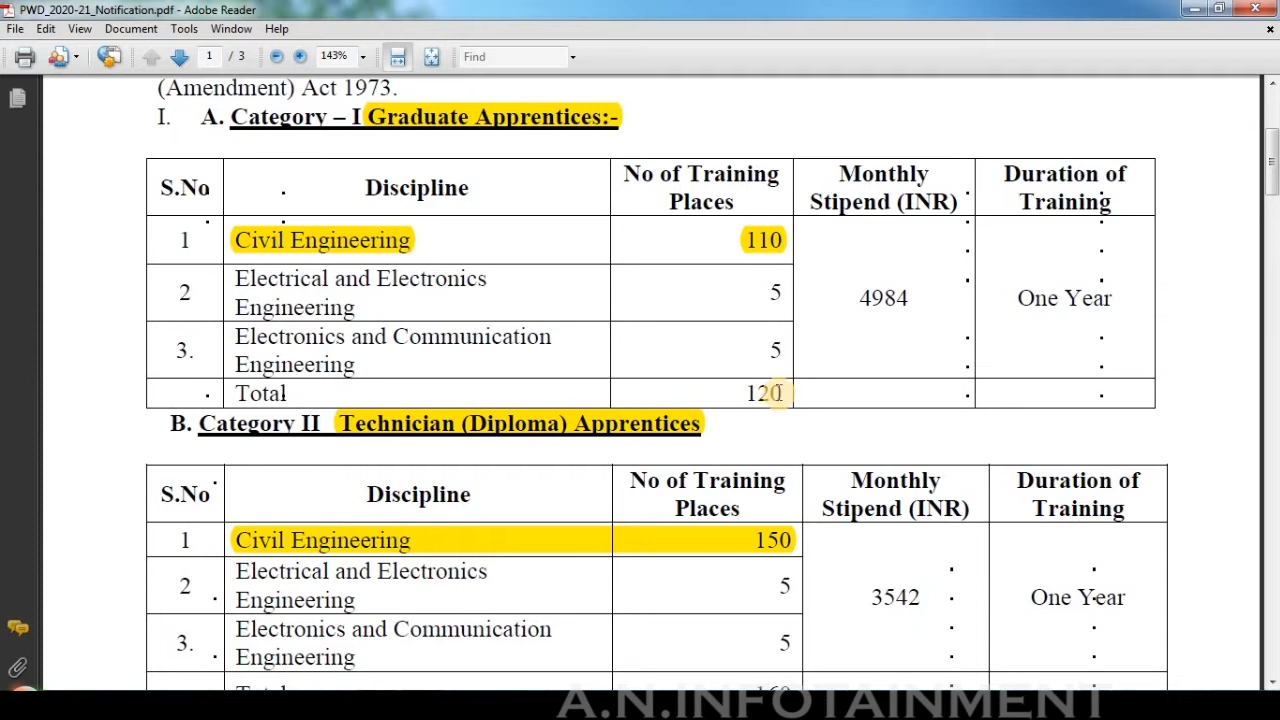 PWD_2020-21_Notification.pdf - Adobe Reader
File Edit View Document Tools Window Help
1 / 3 143% Find
(Amendment) Act 1973.
I. A. Category – I Graduate Apprentices:-
S.No Discipline No of Training Places Monthly Stipend (INR) Duration of Training
1 Civil Engineering 110
2 Electrical and Electronics Engineering 5 4984 One Year
3. Electronics and Communication Engineering 5
Total 120
B. Category II Technician (Diploma) Apprentices
S.No Discipline No of Training Places Monthly Stipend (INR) Duration of Training
1 Civil Engineering 150
2 Electrical and Electronics Engineering 5 3542 One Year
3. Electronics and Communication Engineering 5
Total 160
A.N.INFOTAINMENT